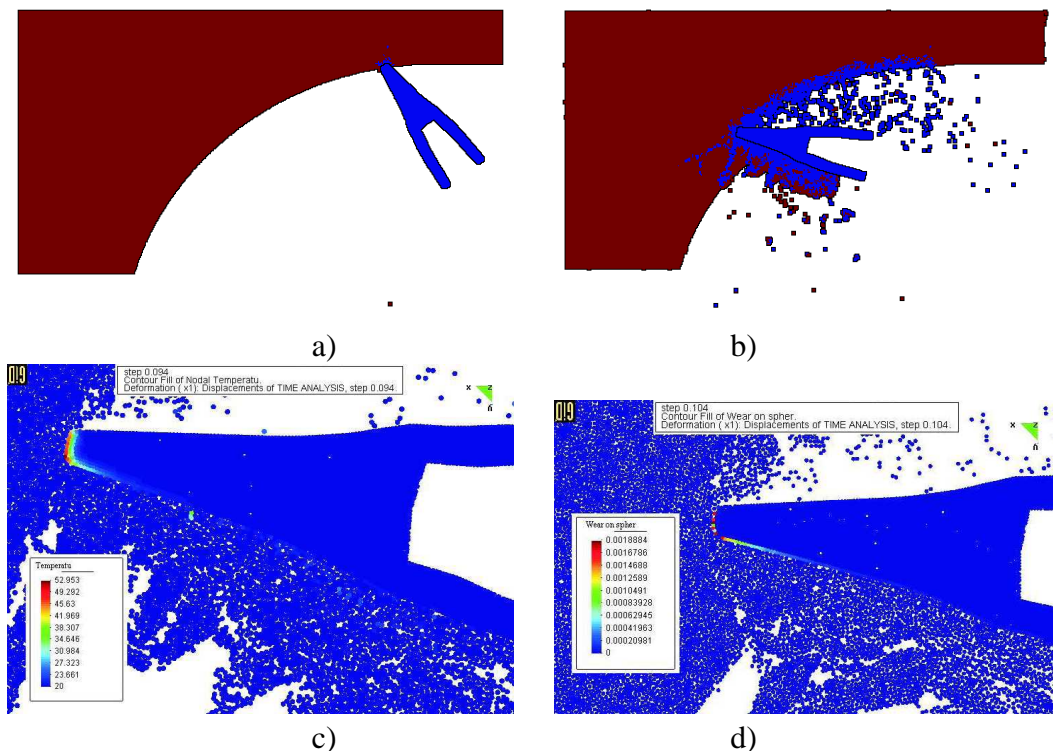 a)
b)
GiD
step 0.094
Contour Fill of Nodal Temperatu.
Deformation ( x1): Displacements of TIME ANALYSIS, step 0.094.
x z
y
Temperatu
52.953
49.292
45.63
41.969
38.307
34.646
30.984
27.323
23.661
20
c)
GiD
step 0.104
Contour Fill of Wear on spher.
Deformation ( x1): Displacements of TIME ANALYSIS, step 0.104.
x z
y
Wear on spher
0.0018884
0.0016786
0.0014688
0.0012589
0.0010491
0.00083928
0.00062945
0.00041963
0.00020981
0
d)